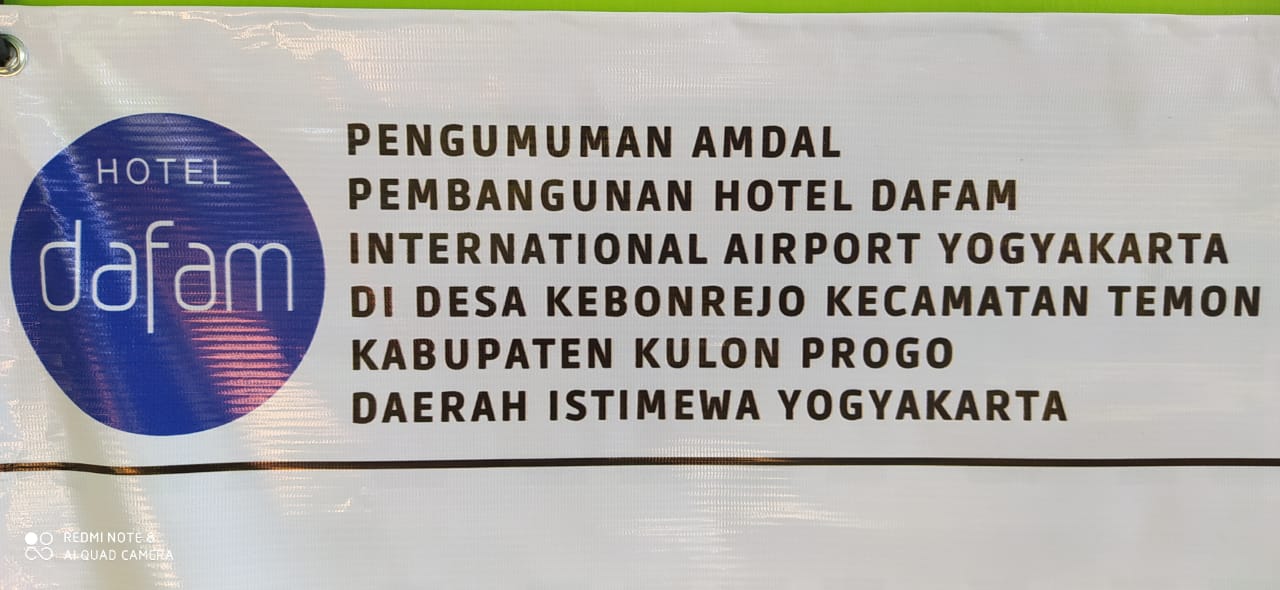 HOTEL
dafam
PENGUMUMAN AMDAL
PEMBANGUNAN HOTEL DAFAM
INTERNATIONAL AIRPORT YOGYAKARTA
DI DESA KEBONREJO KECAMATAN TEMON
KABUPATEN KULON PROGO
DAERAH ISTIMEWA YOGYAKARTA
REDMI NOTE 8
AI QUAD CAMERA